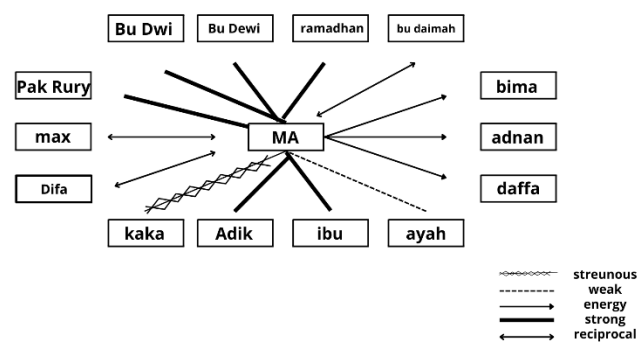 Bu Dwi
Bu Dewi
ramadhan
bu daimah
Pak Rury
bima
max
MA
adnan
Difa
daffa
kaka
Adik
ibu
ayah
streunous
weak
energy
strong
reciprocal